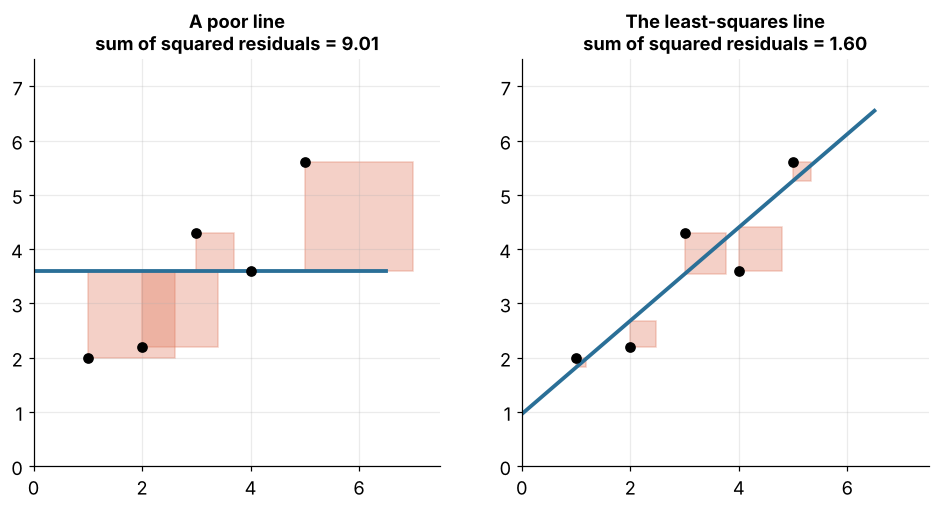 A poor line
sum of squared residuals = 9.01
7
6
5
4
3
2
1
0
0 2 4 6
The least-squares line
sum of squared residuals = 1.60
7
6
5
4
3
2
1
0
0 2 4 6